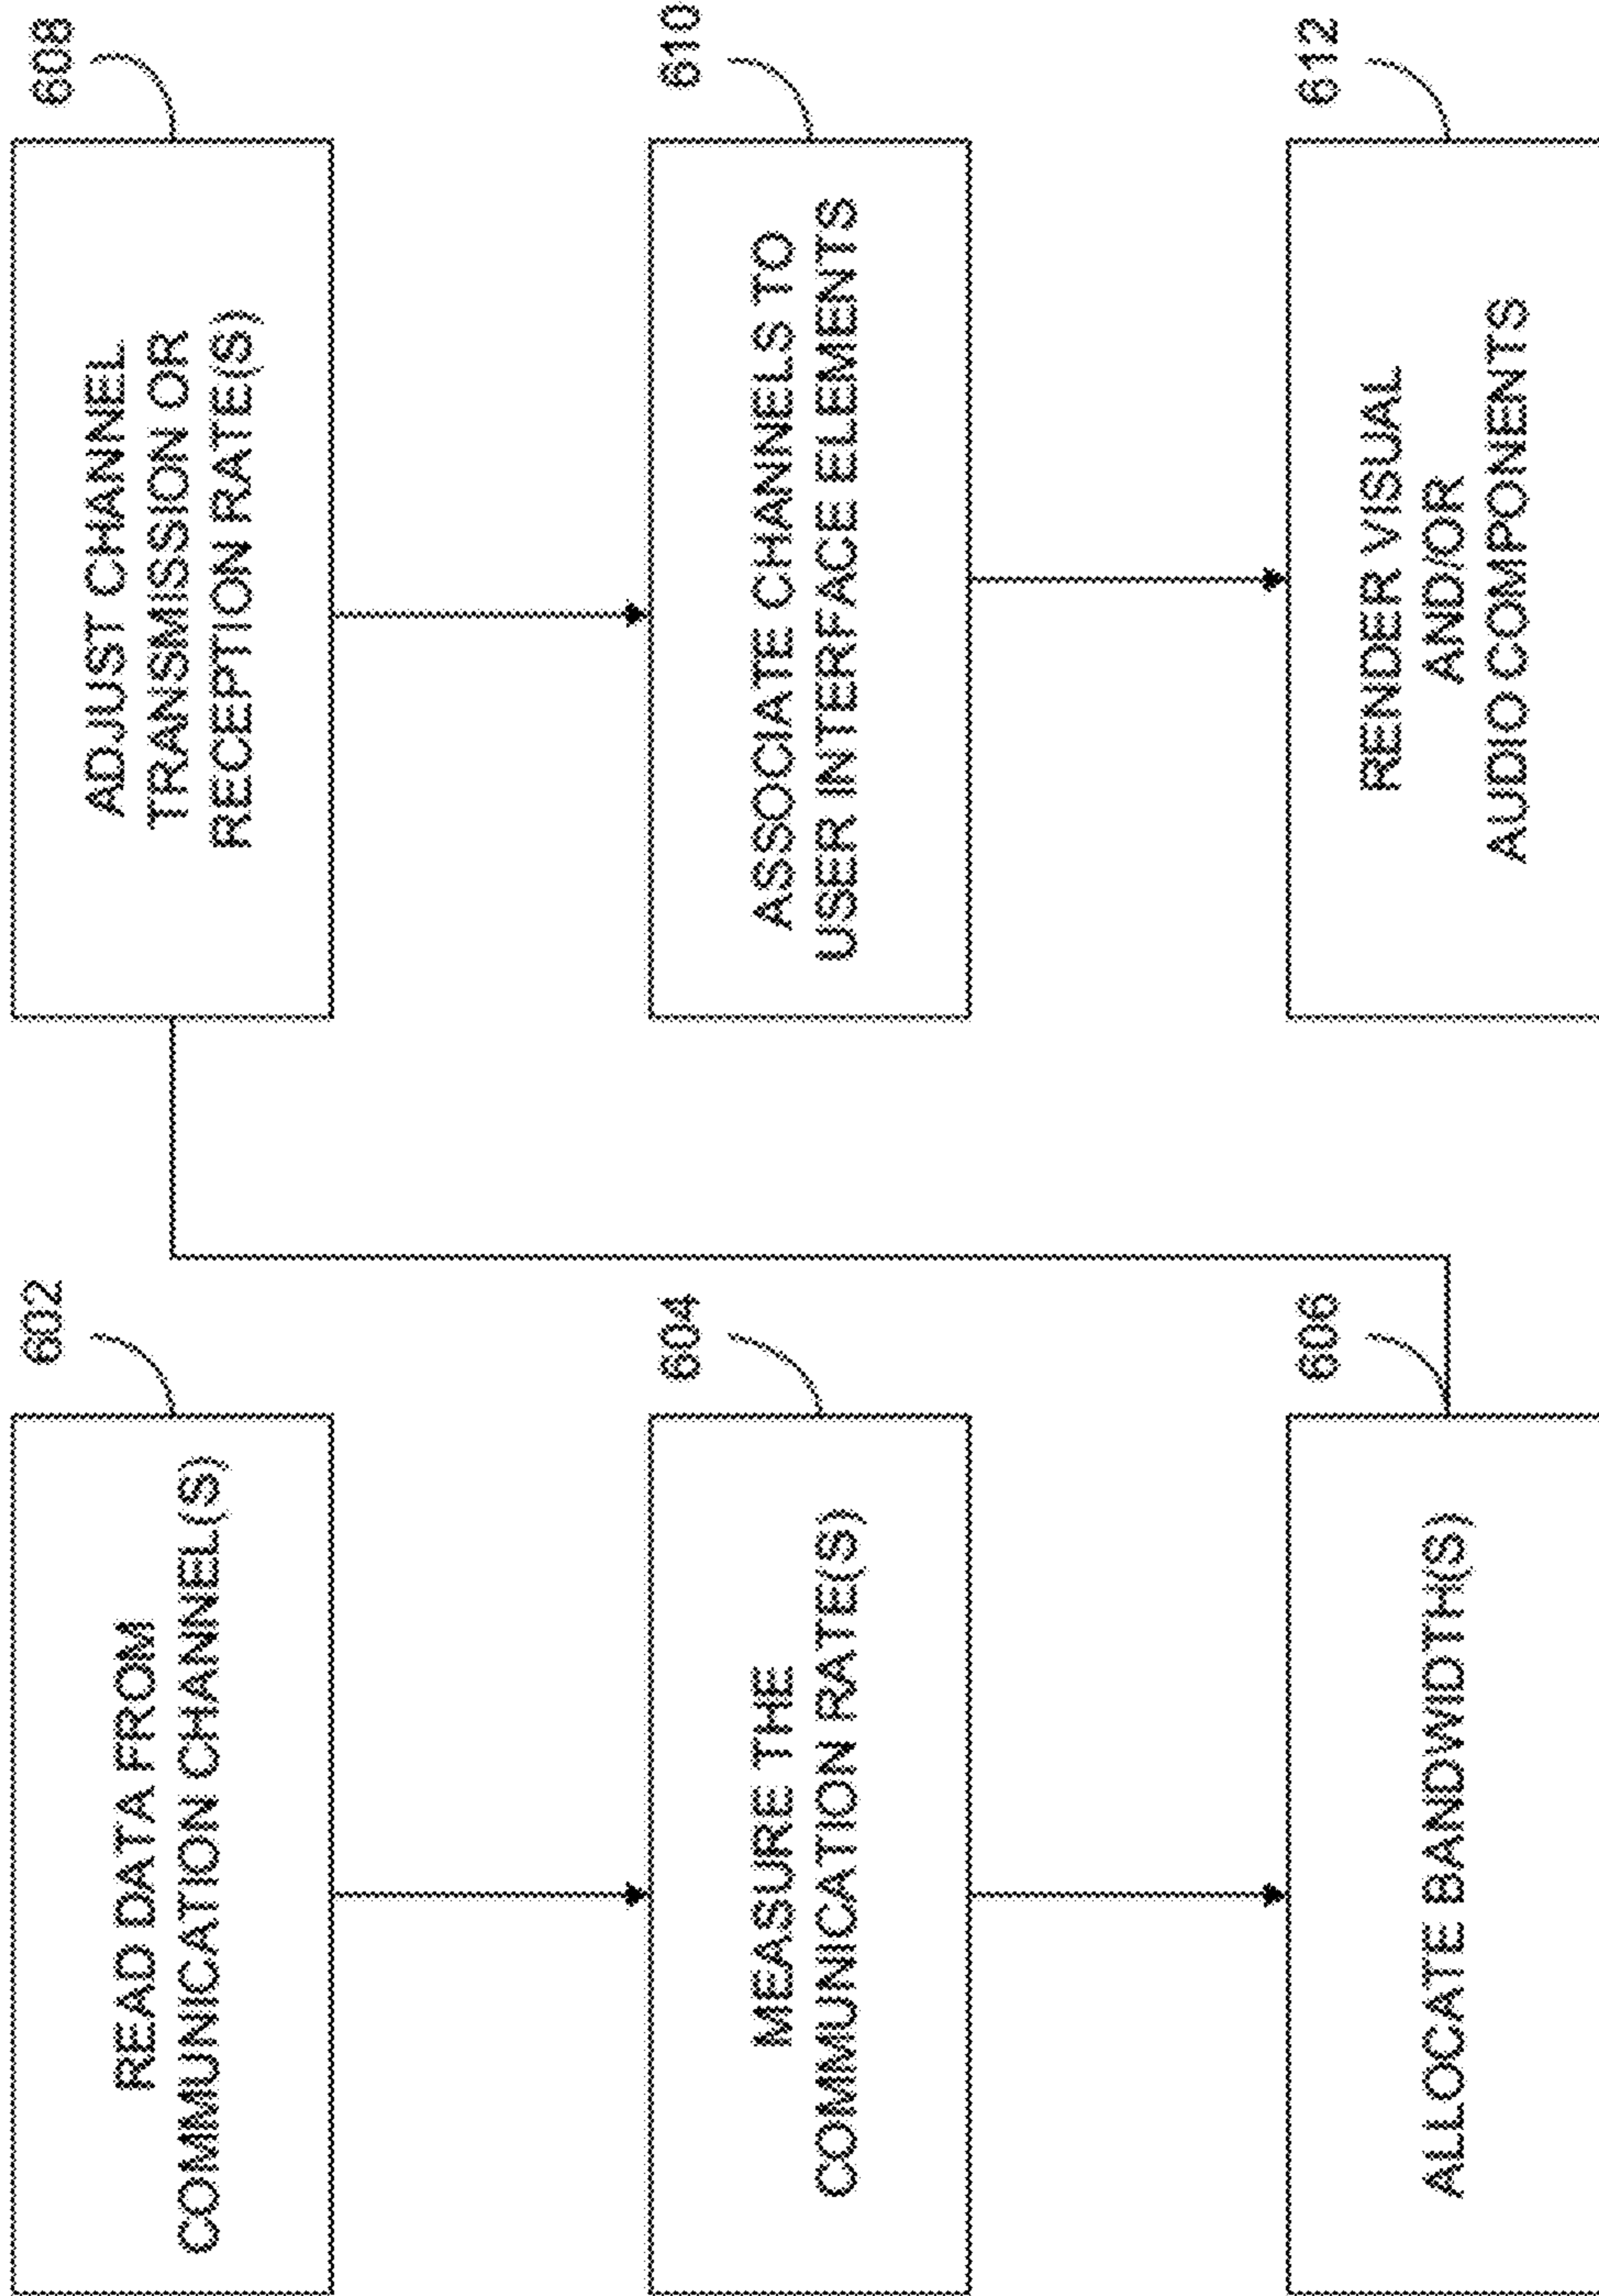 602
READ DATA FROM
COMMUNICATION CHANNEL(S)
604
MEASURE THE
COMMUNICATION RATE(S)
606
ALLOCATE BANDWIDTH(S)
608
ADJUST CHANNEL
TRANSMISSION OR
RECEPTION RATE(S)
610
ASSOCIATE CHANNELS TO
USER INTERFACE ELEMENTS
612
RENDER VISUAL
AND/OR
AUDIO COMPONENTS